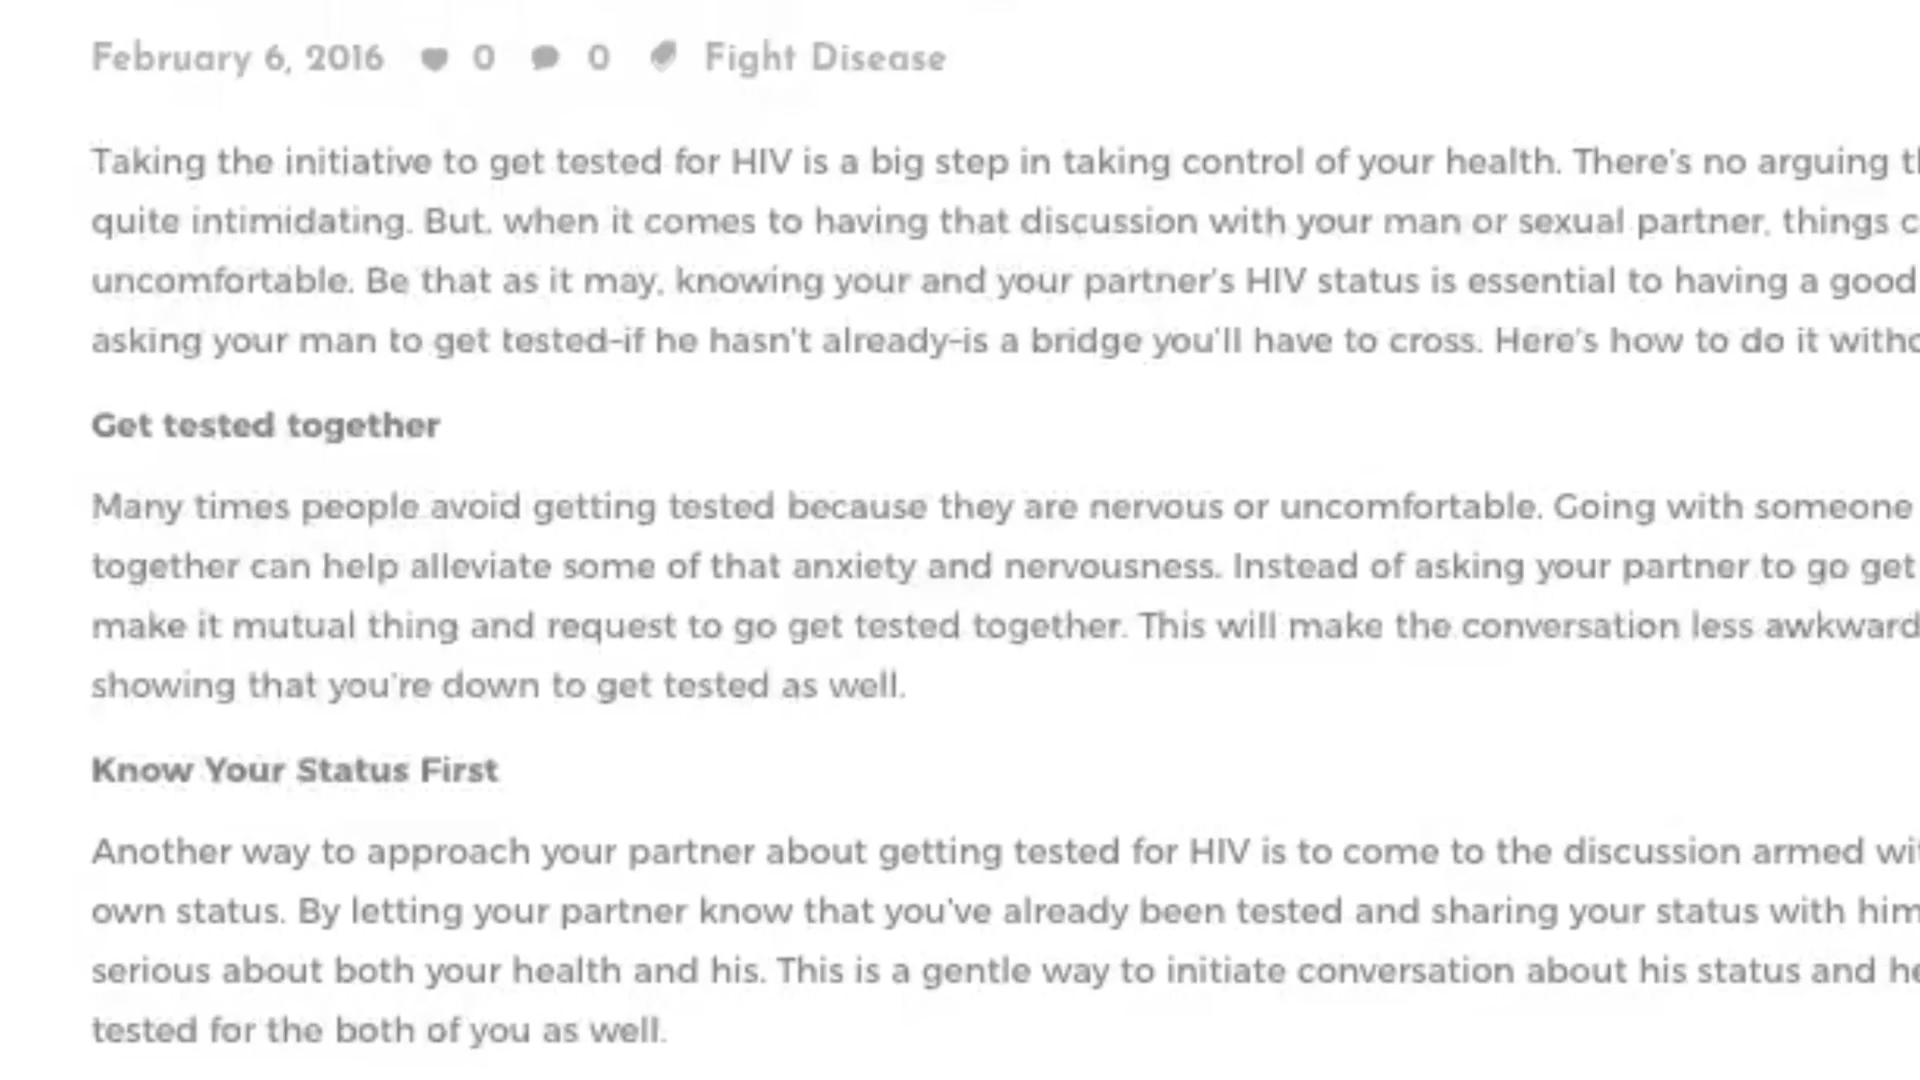 February 6, 2016 0 0 Fight Disease
Taking the initiative to get tested for HIV is a big step in taking control of your health. There's no arguing
quite intimidating. But, when it comes to having that discussion with your man or sexual partner, things
uncomfortable. Be that as it may, knowing your and your partner's HIV status is essential to having a good
asking your man to get tested–if he hasn't already–is a bridge you'll have to cross. Here's how to do it
Get tested together
Many times people avoid getting tested because they are nervous or uncomfortable. Going with someone
together can help alleviate some of that anxiety and nervousness. Instead of asking your partner to go get
make it mutual thing and request to go get tested together. This will make the conversation less awkward
showing that you're down to get tested as well.
Know Your Status First
Another way to approach your partner about getting tested for HIV is to come to the discussion armed
own status. By letting your partner know that you've already been tested and sharing your status with him
serious about both your health and his. This is a gentle way to initiate conversation about his status and
tested for the both of you as well.